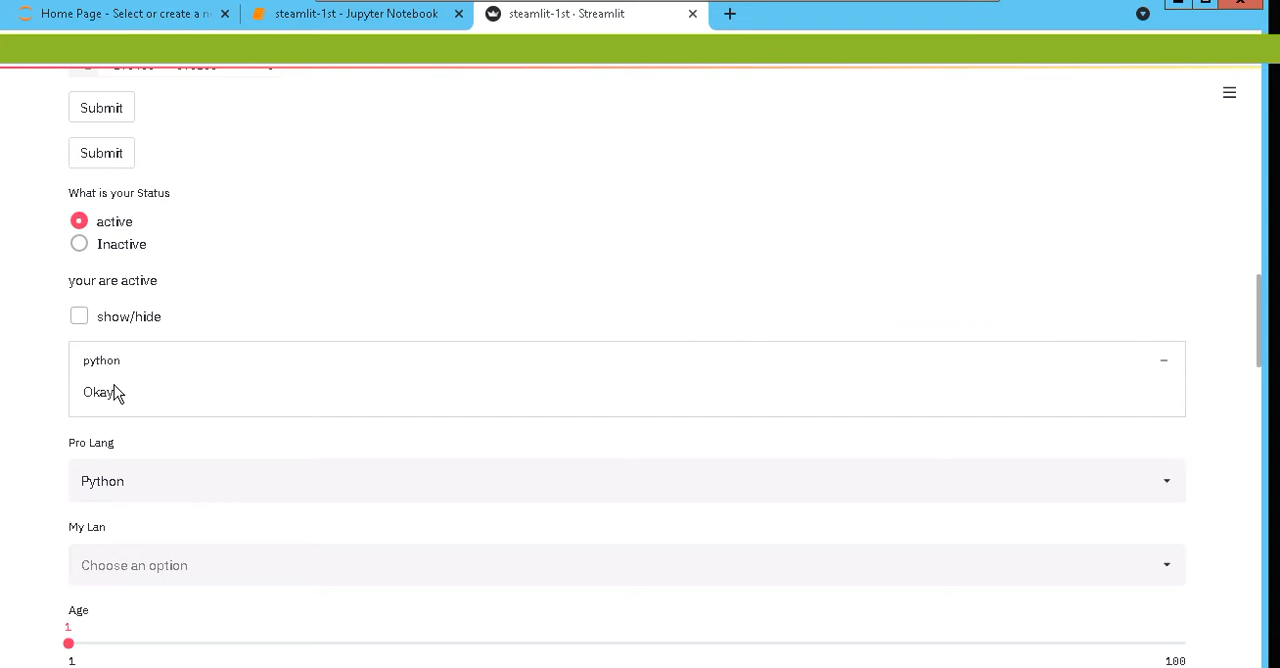 Home Page - Select or create a n
steamlit-1st - Jupyter Notebook
steamlit-1st · Streamlit
Submit
Submit
What is your Status
active
Inactive
your are active
show/hide
python
Okay
Pro Lang
Python
My Lan
Choose an option
Age
1
1
100